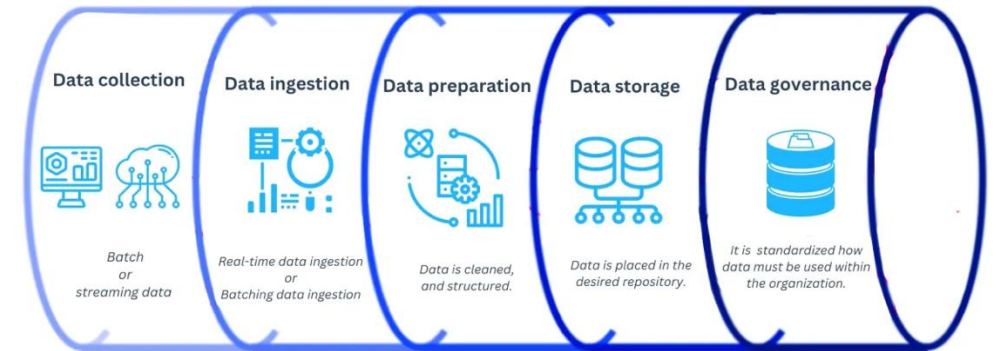 Data collection
Batch
or
streaming data
Data ingestion
Real-time data ingestion
or
Batching data ingestion
Data preparation
Data is cleaned,
and structured.
Data storage
Data is placed in the
desired repository.
Data governance
It is standardized how
data must be used within
the organization.